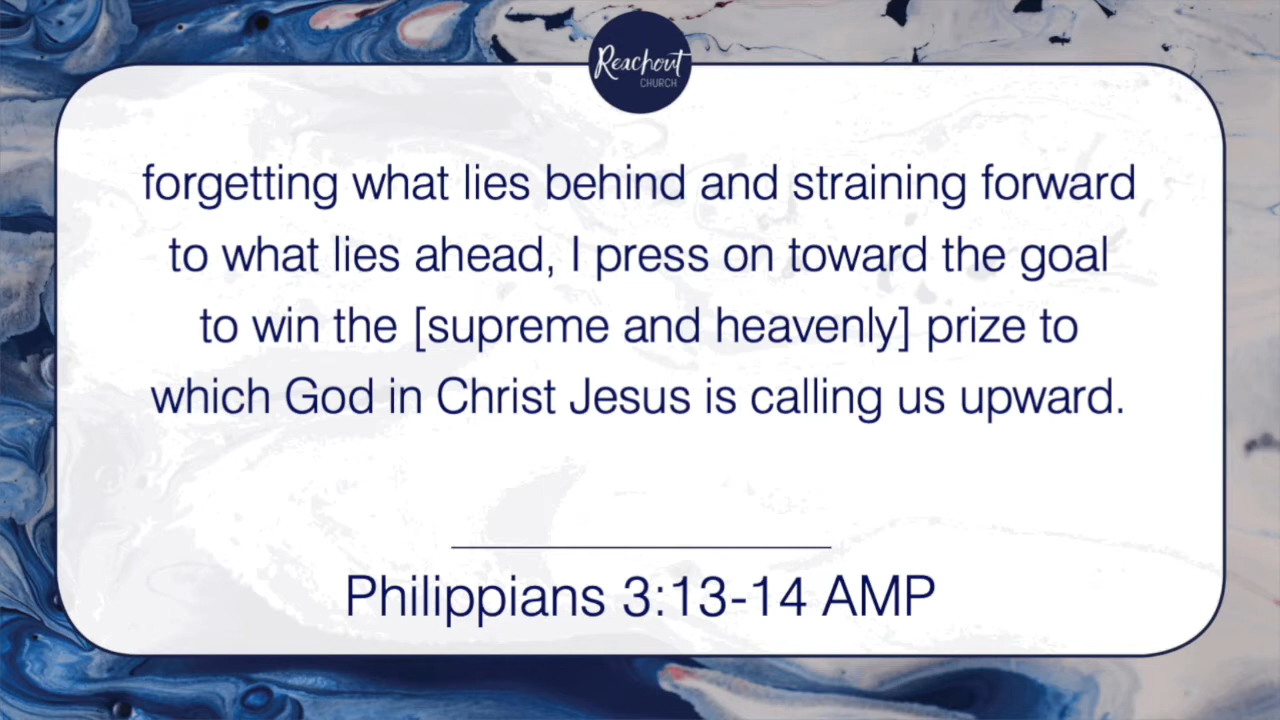 Reachout
CHURCH
forgetting what lies behind and straining forward
to what lies ahead, I press on toward the goal
to win the [supreme and heavenly] prize to
which God in Christ Jesus is calling us upward.
Philippians 3:13-14 AMP